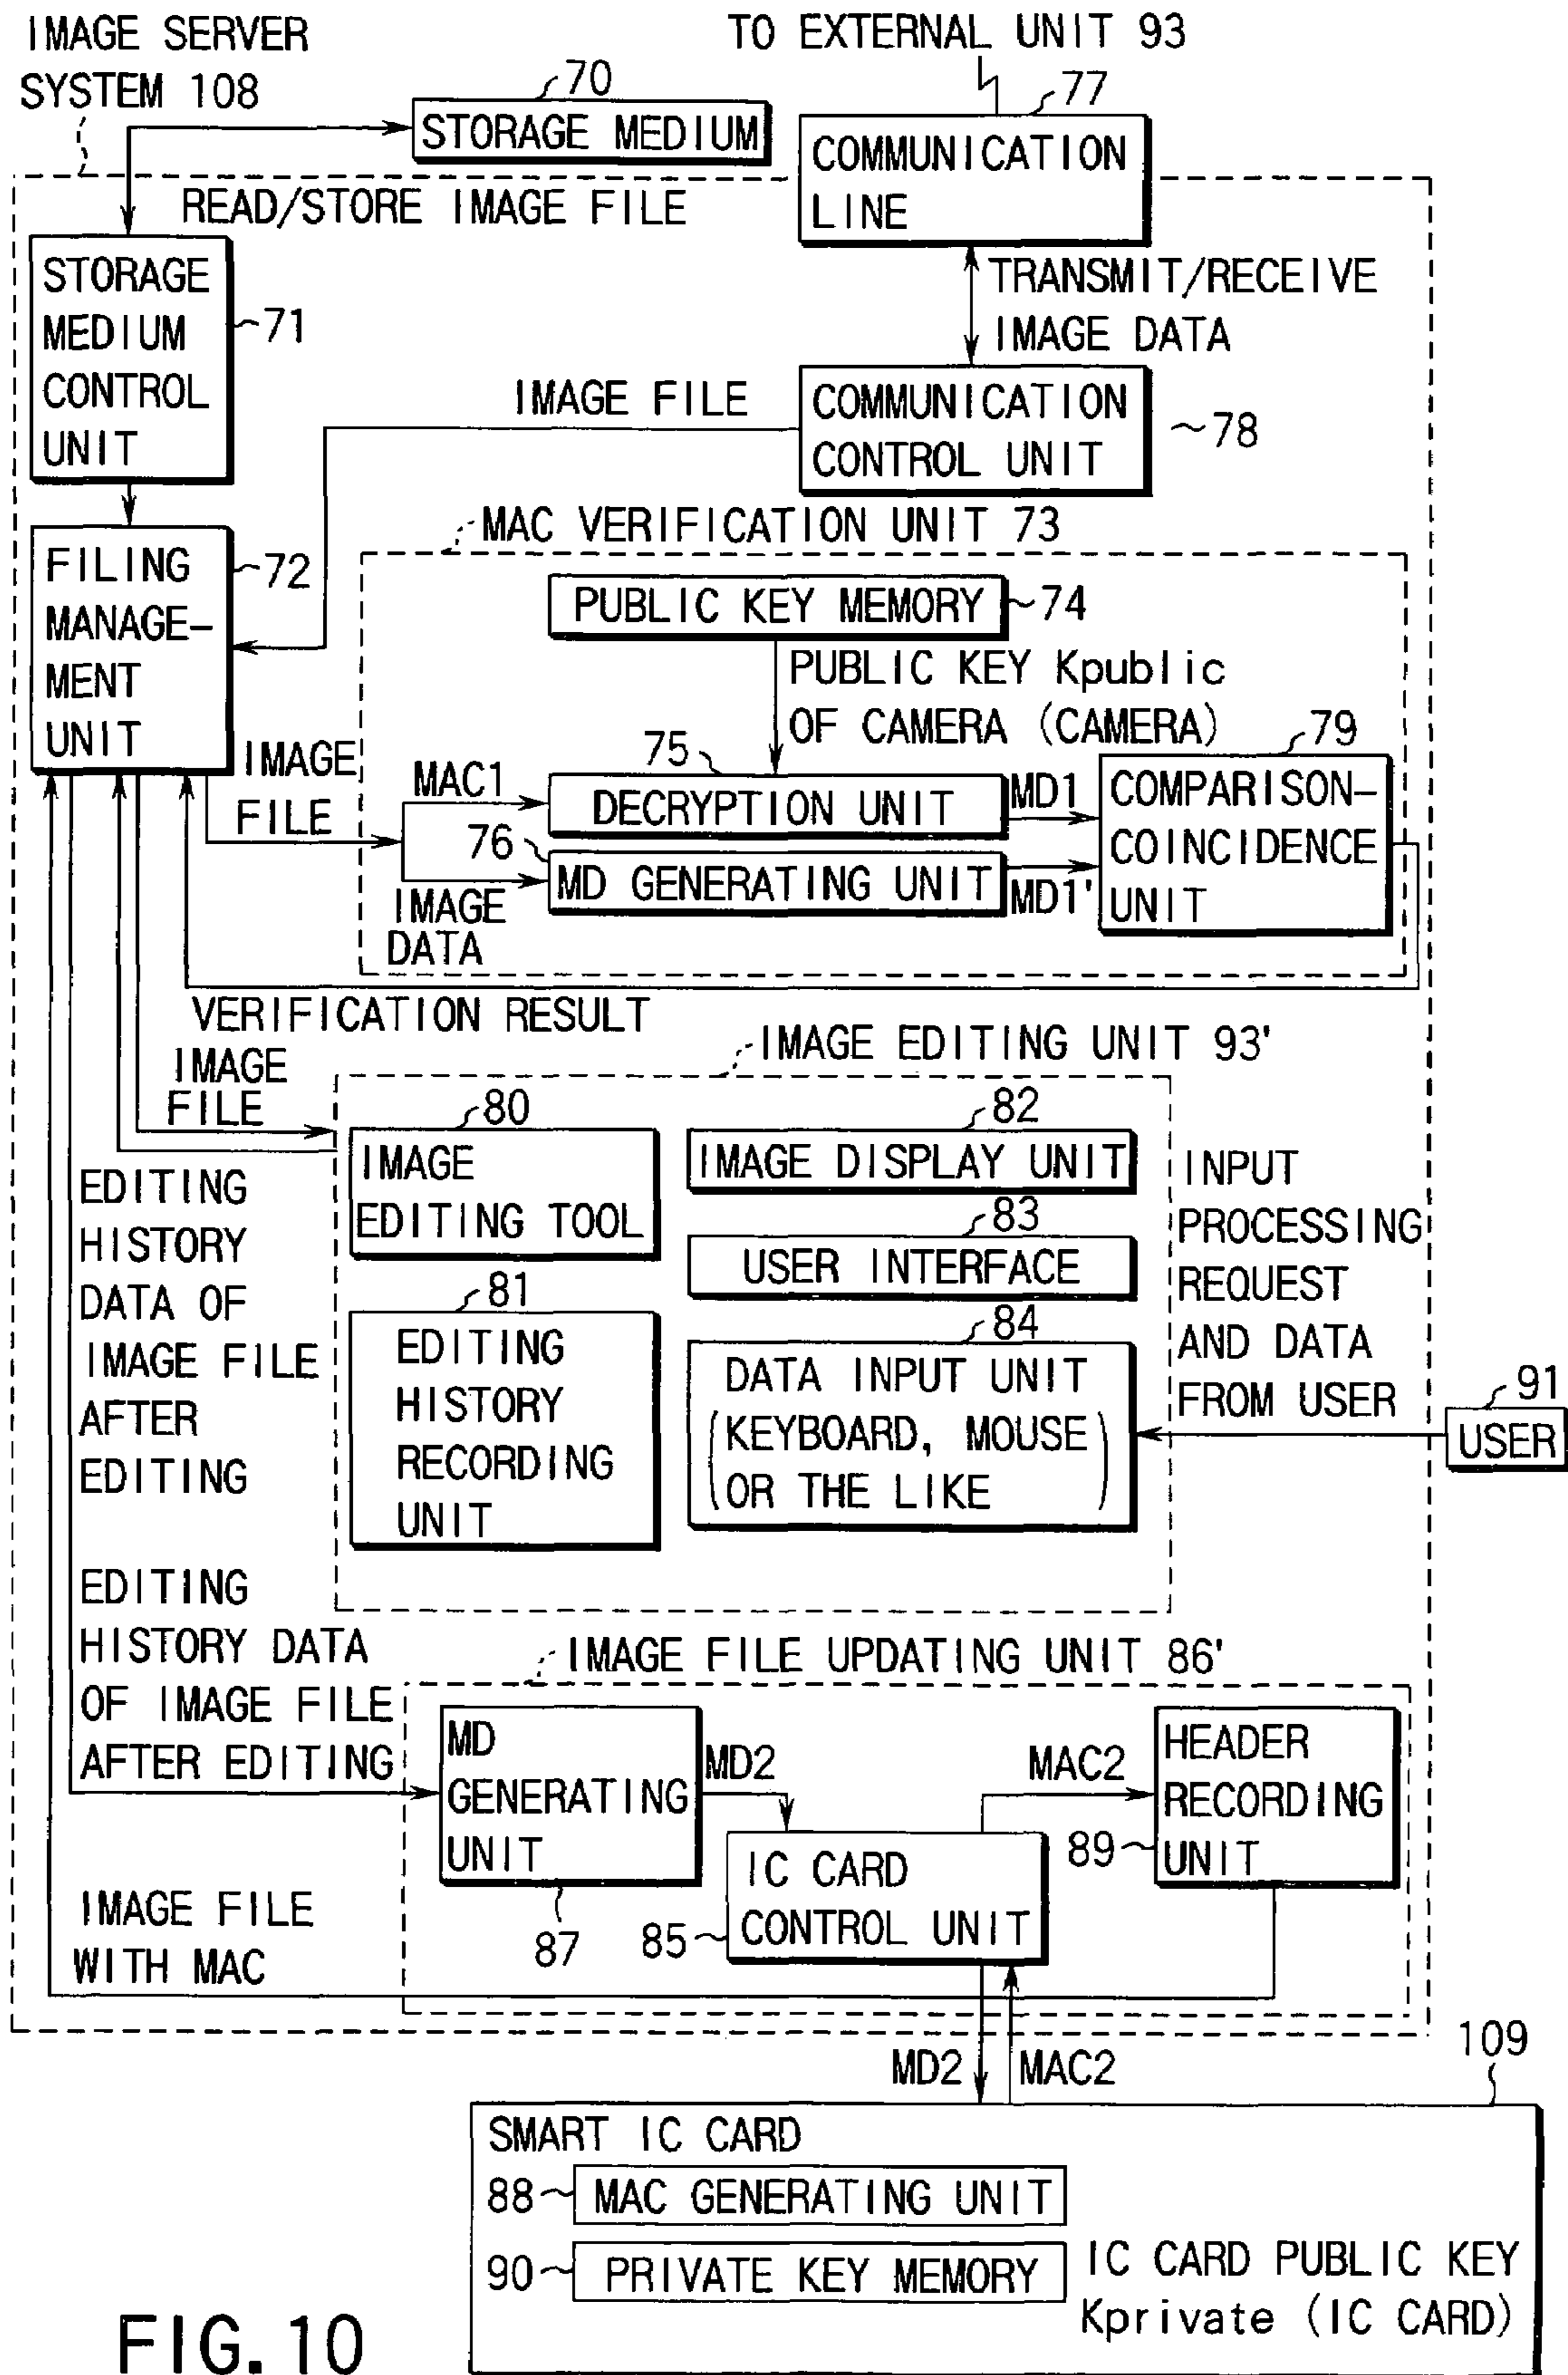 IMAGE SERVER
SYSTEM 108
TO EXTERNAL UNIT 93
70
STORAGE MEDIUM
77
COMMUNICATION
LINE
READ/STORE IMAGE FILE
STORAGE
MEDIUM
CONTROL
UNIT
71
TRANSMIT/RECEIVE
IMAGE DATA
IMAGE FILE
COMMUNICATION
CONTROL UNIT
78
MAC VERIFICATION UNIT 73
FILING
MANAGE-
MENT
UNIT
72
PUBLIC KEY MEMORY
74
PUBLIC KEY Kpublic
OF CAMERA (CAMERA)
IMAGE
FILE
MAC1
75
DECRYPTION UNIT
MD1
79
COMPARISON-
COINCIDENCE
UNIT
76
MD GENERATING UNIT
MD1'
IMAGE
DATA
VERIFICATION RESULT
IMAGE EDITING UNIT 93'
IMAGE
FILE
80
IMAGE
EDITING TOOL
82
IMAGE DISPLAY UNIT
83
USER INTERFACE
81
EDITING
HISTORY
RECORDING
UNIT
84
DATA INPUT UNIT
(KEYBOARD, MOUSE
OR THE LIKE)
INPUT
PROCESSING
REQUEST
AND DATA
FROM USER
91
USER
EDITING
HISTORY
DATA OF
IMAGE FILE
AFTER
EDITING
EDITING
HISTORY DATA
OF IMAGE FILE
AFTER EDITING
IMAGE FILE UPDATING UNIT 86'
MD
GENERATING
UNIT
87
MD2
IC CARD
CONTROL UNIT
85
MAC2
HEADER
RECORDING
UNIT
89
IMAGE FILE
WITH MAC
MD2
MAC2
109
SMART IC CARD
88
MAC GENERATING UNIT
90
PRIVATE KEY MEMORY
IC CARD PUBLIC KEY
Kprivate (IC CARD)
FIG. 10